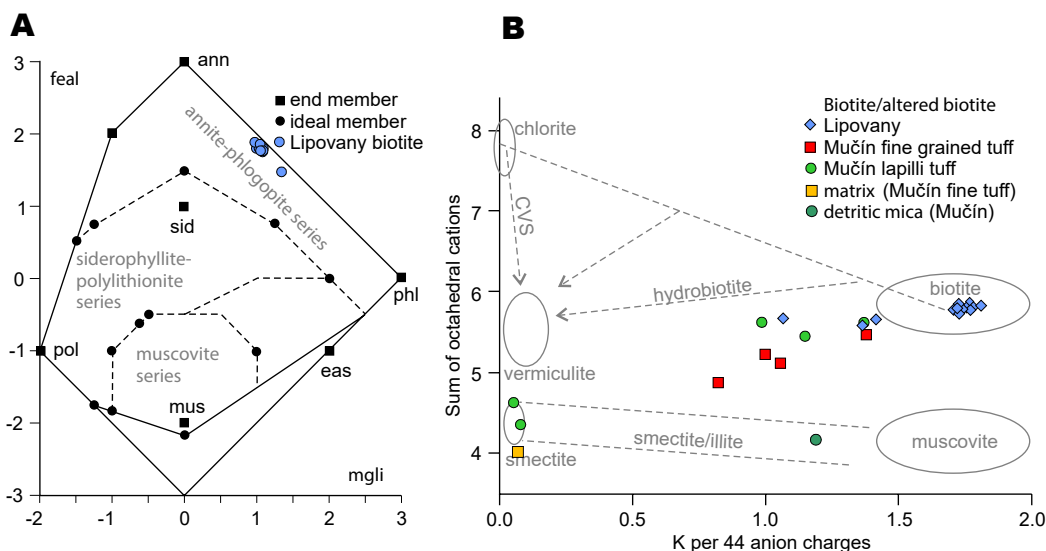 A
feal
ann
end member
ideal member
Lipovany biotite
annite-phlogopite series
sid
siderophyllite-
polylithionite
series
phl
pol
muscovite
series
eas
mus
mgli
3
2
1
0
-1
-2
-3
-2
-1
0
1
2
3
B
Biotite/altered biotite
Lipovany
Mučín fine grained tuff
Mučín lapilli tuff
matrix (Mučín fine tuff)
detritic mica (Mučín)
chlorite
CVS
hydrobiotite
biotite
vermiculite
smectite/illite
muscovite
smectite
Sum of octahedral cations
8
7
6
5
4
0.0
0.5
1.0
1.5
2.0
K per 44 anion charges